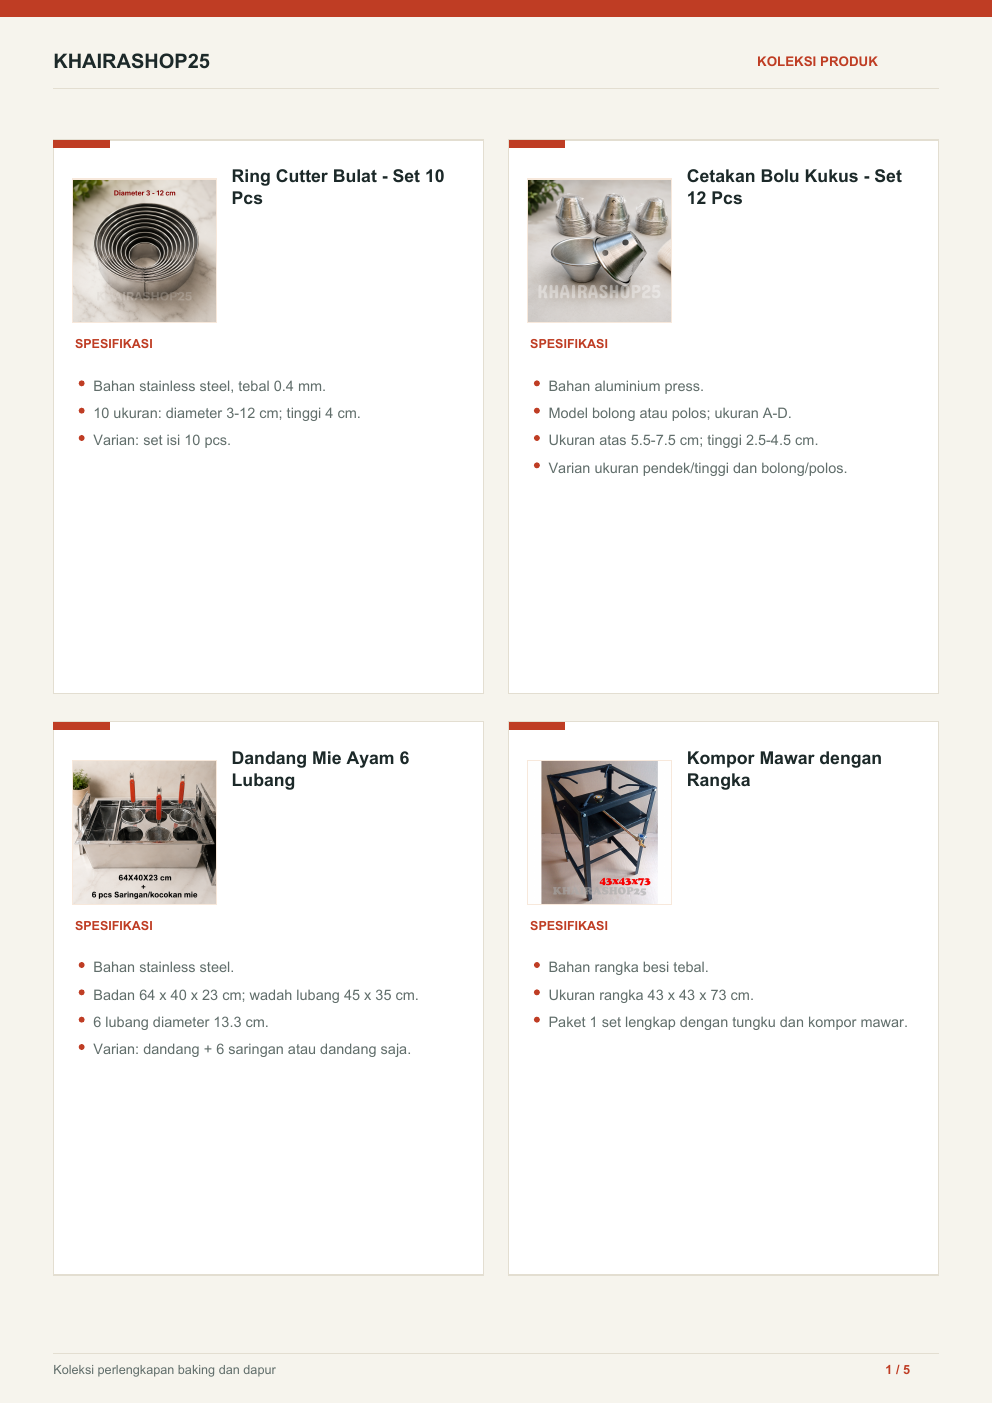 KHAIRASHOP25
KOLEKSI PRODUK
Ring Cutter Bulat - Set 10
Pcs
Diameter 3 - 12 cm
KHAIRASHOP25
SPESIFIKASI
• Bahan stainless steel, tebal 0.4 mm.
• 10 ukuran: diameter 3-12 cm; tinggi 4 cm.
• Varian: set isi 10 pcs.
Cetakan Bolu Kukus - Set
12 Pcs
KHAIRASHOP25
SPESIFIKASI
• Bahan aluminium press.
• Model bolong atau polos; ukuran A-D.
• Ukuran atas 5.5-7.5 cm; tinggi 2.5-4.5 cm.
• Varian ukuran pendek/tinggi dan bolong/polos.
Dandang Mie Ayam 6
Lubang
64X40X23 cm
+
6 pcs Saringan/kocokan mie
SPESIFIKASI
• Bahan stainless steel.
• Badan 64 x 40 x 23 cm; wadah lubang 45 x 35 cm.
• 6 lubang diameter 13.3 cm.
• Varian: dandang + 6 saringan atau dandang saja.
Kompor Mawar dengan
Rangka
43x43x73
KHAIRASHOP25
SPESIFIKASI
• Bahan rangka besi tebal.
• Ukuran rangka 43 x 43 x 73 cm.
• Paket 1 set lengkap dengan tungku dan kompor mawar.
Koleksi perlengkapan baking dan dapur
1 / 5